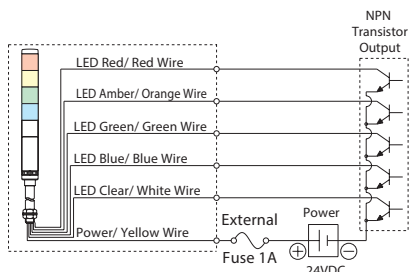 NPN
Transistor
Output
LED Red/ Red Wire
LED Amber/ Orange Wire
LED Green/ Green Wire
LED Blue/ Blue Wire
LED Clear/ White Wire
Power/ Yellow Wire
External
Fuse 1A
Power
24VDC